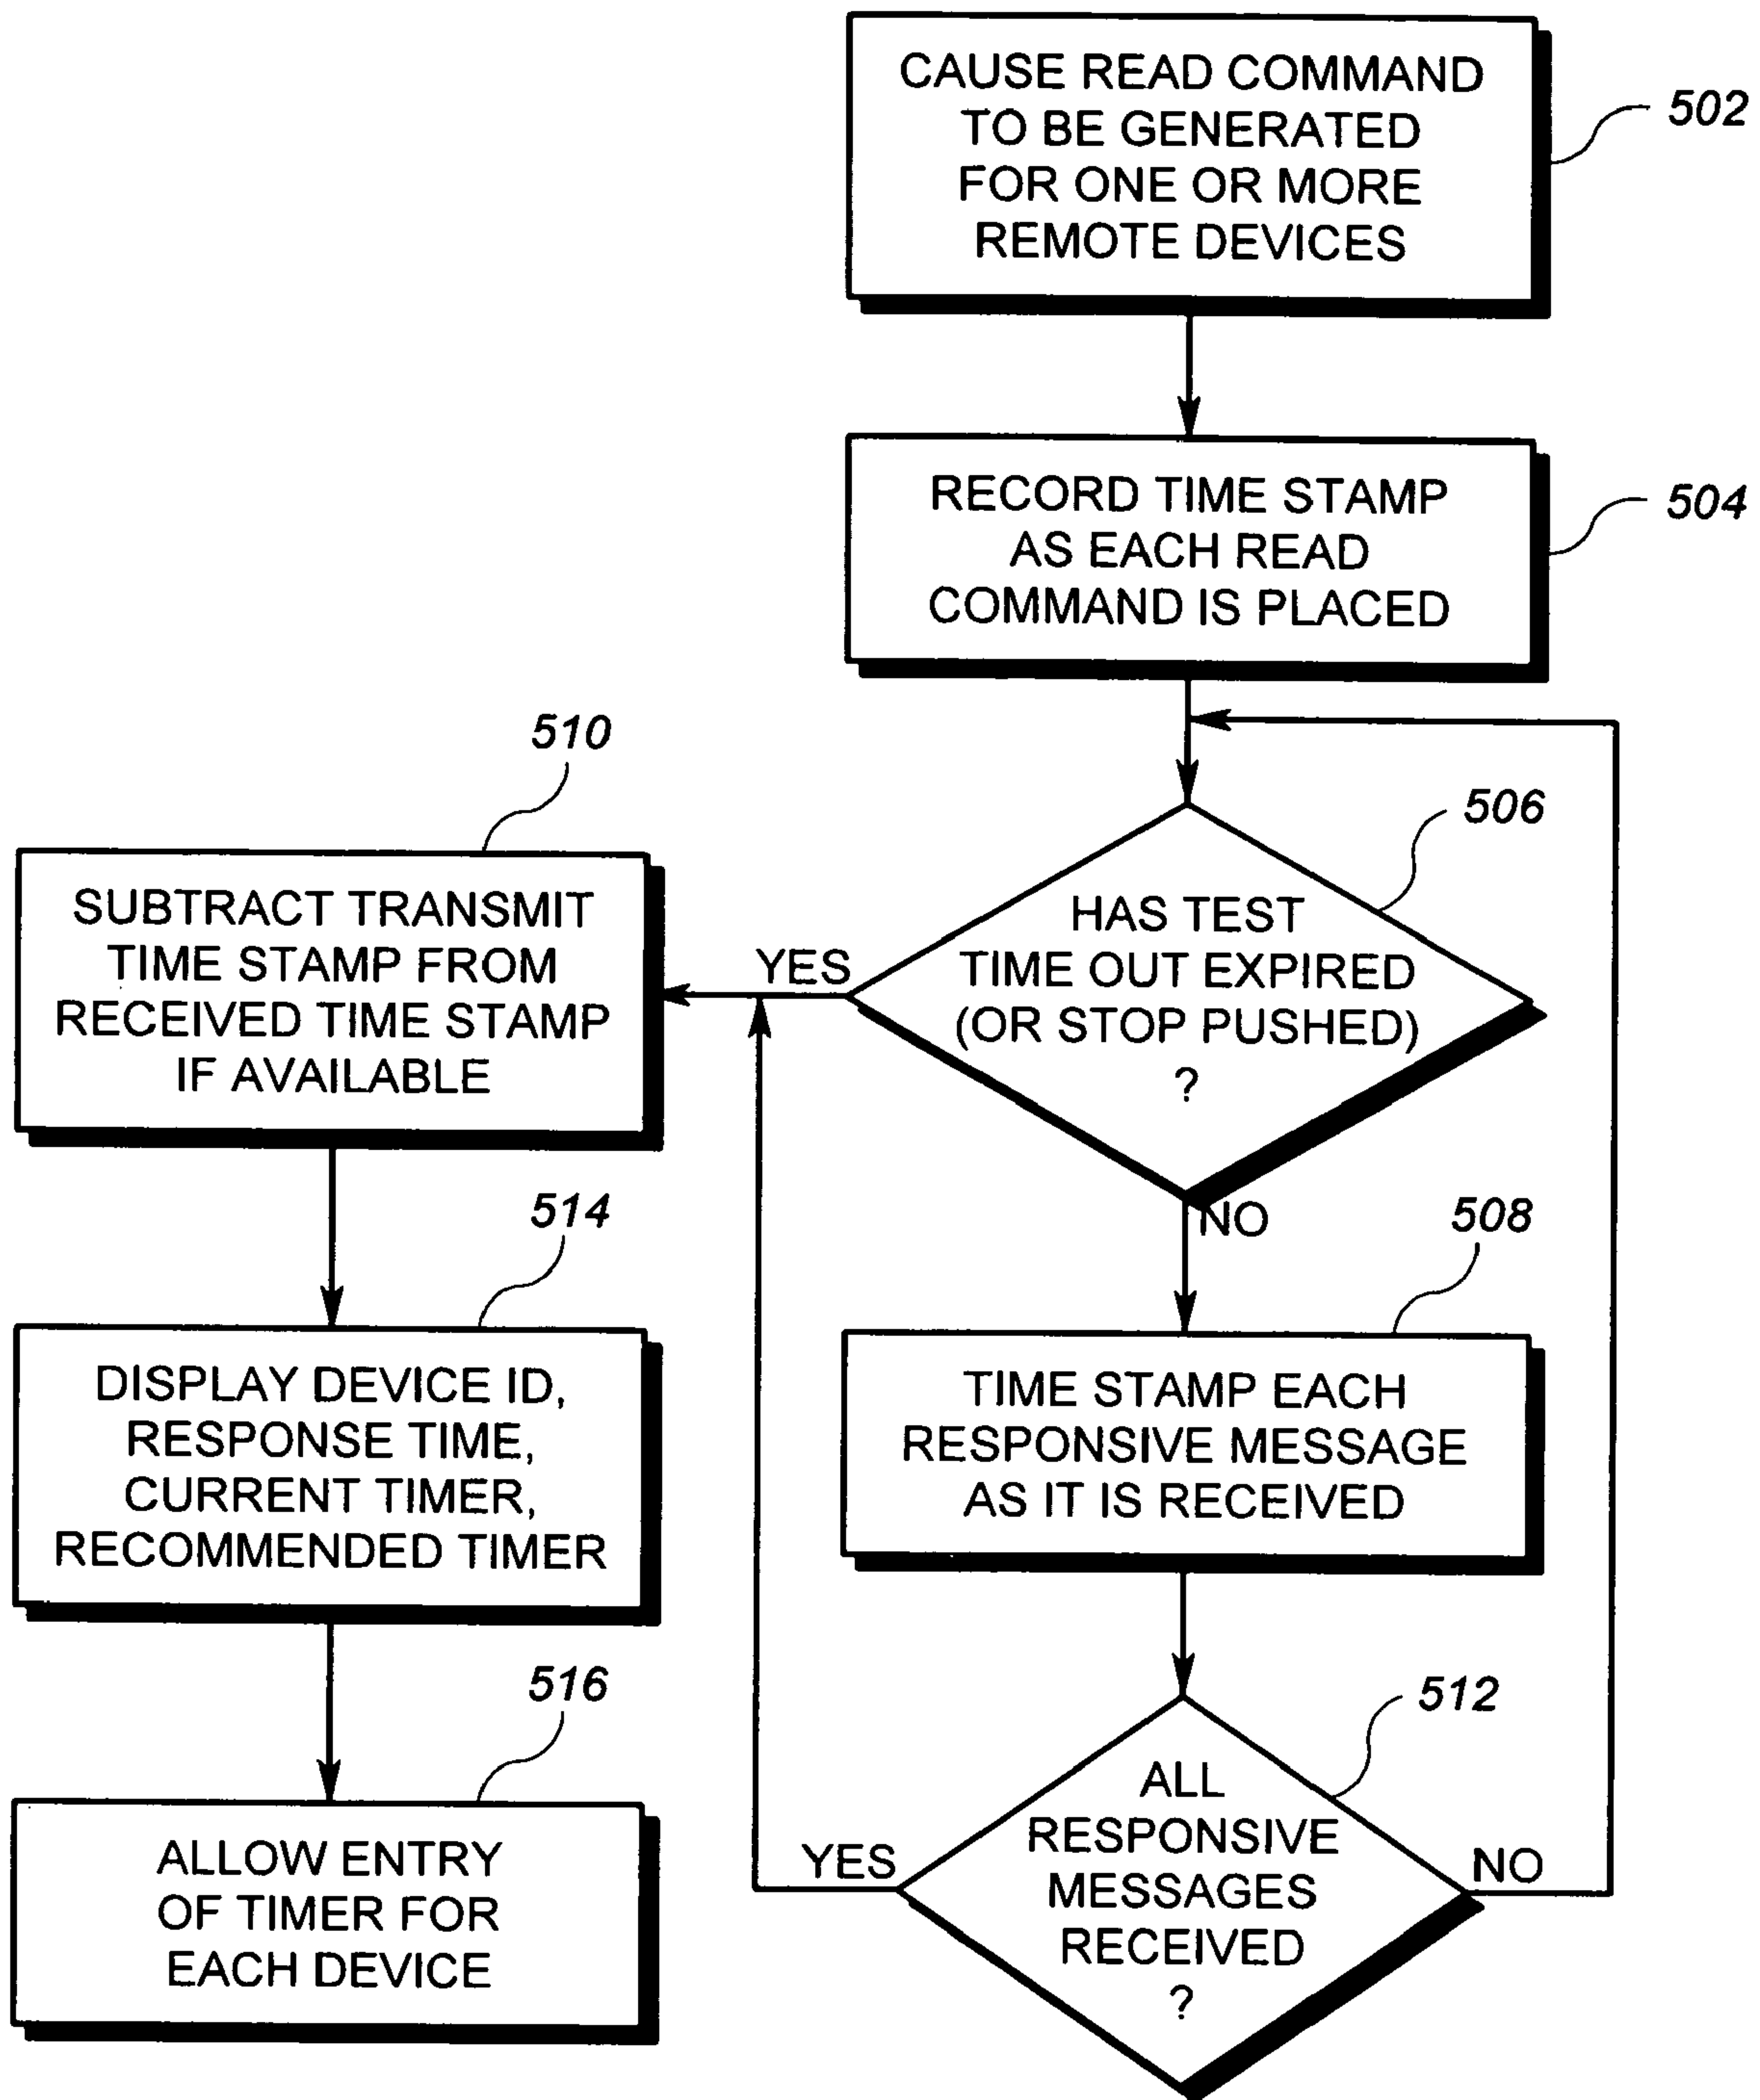 CAUSE READ COMMAND
TO BE GENERATED
FOR ONE OR MORE
REMOTE DEVICES
502
RECORD TIME STAMP
AS EACH READ
COMMAND IS PLACED
504
HAS TEST
TIME OUT EXPIRED
(OR STOP PUSHED)
?
506
YES
NO
510
SUBTRACT TRANSMIT
TIME STAMP FROM
RECEIVED TIME STAMP
IF AVAILABLE
508
TIME STAMP EACH
RESPONSIVE MESSAGE
AS IT IS RECEIVED
514
DISPLAY DEVICE ID,
RESPONSE TIME,
CURRENT TIMER,
RECOMMENDED TIMER
512
ALL
RESPONSIVE
MESSAGES
RECEIVED
?
YES
NO
516
ALLOW ENTRY
OF TIMER FOR
EACH DEVICE